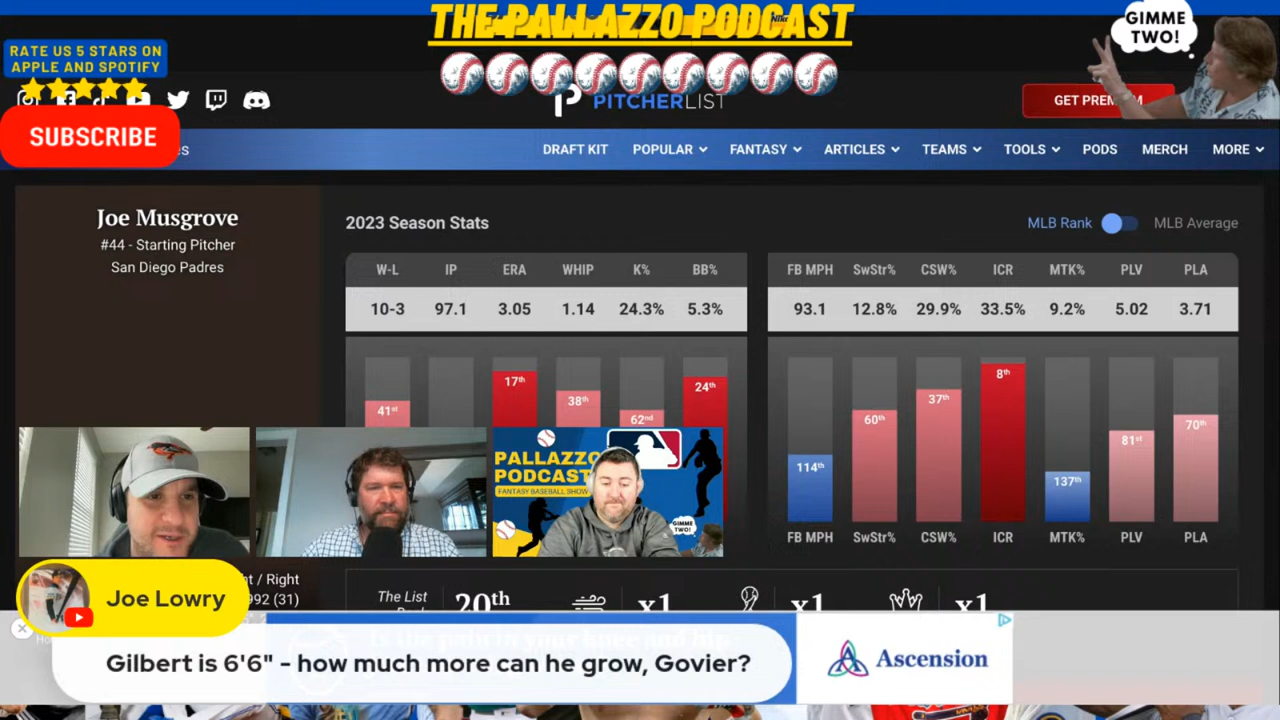 THE PALLAZZO PODCAST
GIMME
TWO!
RATE US 5 STARS ON
APPLE AND SPOTIFY
PITCHERLIST
GET PREM
SUBSCRIBE
es
DRAFT KIT
POPULAR
FANTASY
ARTICLES
TEAMS
TOOLS
PODS
MERCH
MORE
Joe Musgrove
#44 - Starting Pitcher
San Diego Padres
2023 Season Stats
MLB Rank
MLB Average
W-L IP ERA WHIP K% BB%
10-3 97.1 3.05 1.14 24.3% 5.3%
41st
17th
38th
62nd
24th
FB MPH SwStr% CSW% ICR MTK% PLV PLA
93.1 12.8% 29.9% 33.5% 9.2% 5.02 3.71
114th
60th
37th
8th
137th
81st
70th
FB MPH SwStr% CSW% ICR MTK% PLV PLA
PALLAZZO
PODCAST
FANTASY BASEBALL SHOW
GIMME
TWO!
ht / Right
992 (31)
The List
20th
x1
x1
x1
Joe Lowry
Gilbert is 6'6" - how much more can he grow, Govier?
Ascension